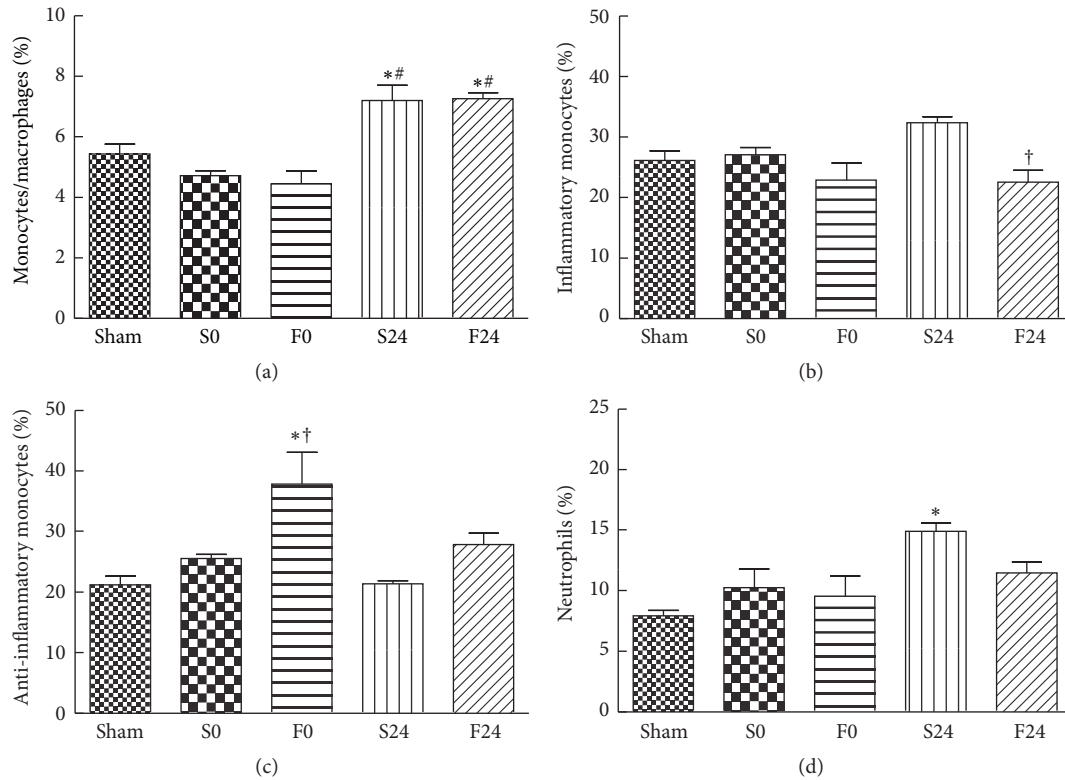 Monocytes/macrophages (%)
10
8
6
4
2
0
*#
*#
Sham S0 F0 S24 F24
(a)
Inflammatory monocytes (%)
50
40
30
20
10
0
†
Sham S0 F0 S24 F24
(b)
Anti-inflammatory monocytes (%)
50
40
30
20
10
0
*†
Sham S0 F0 S24 F24
(c)
Neutrophils (%)
25
20
15
10
5
0
*
Sham S0 F0 S24 F24
(d)